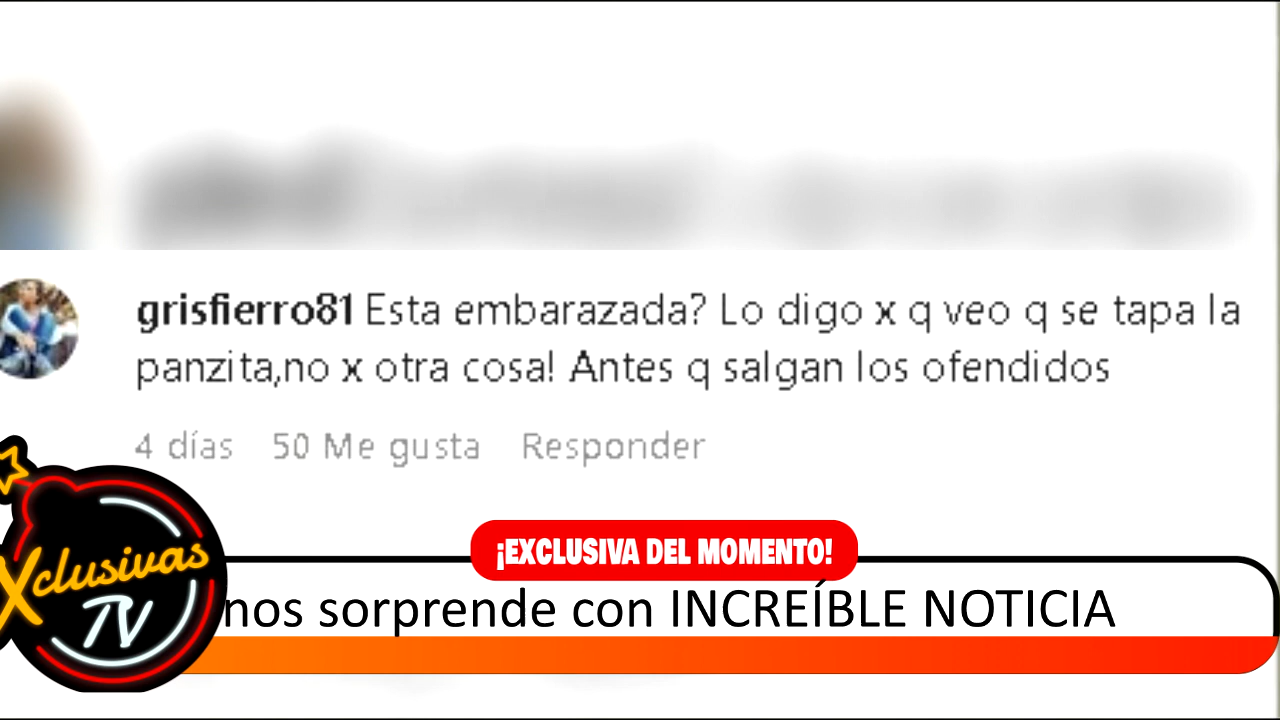 grisfierro81 Esta embarazada? Lo digo x q veo q se tapa la
panzita,no x otra cosa! Antes q salgan los ofendidos
4 días 50 Me gusta Responder
¡EXCLUSIVA DEL MOMENTO!
Xclusivas
TV
nos sorprende con INCREÍBLE NOTICIA